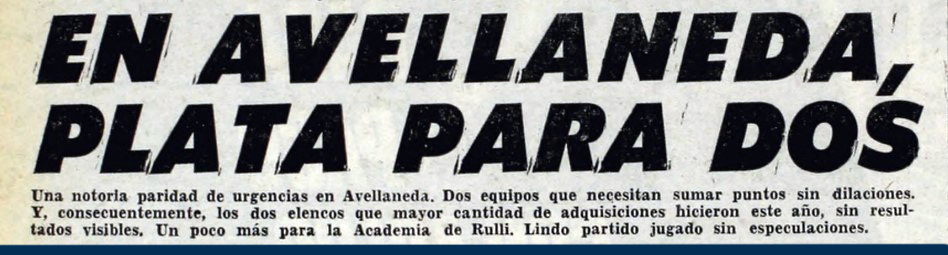 EN AVELLANEDA,
PLATA PARA DOS
Una notoria paridad de urgencias en Avellaneda. Dos equipos que necesitan sumar puntos sin dilaciones.
Y, consecuentemente, los dos elencos que mayor cantidad de adquisiciones hicieron este año, sin resul-
tados visibles. Un poco más para la Academia de Rulli. Lindo partido jugado sin especulaciones.